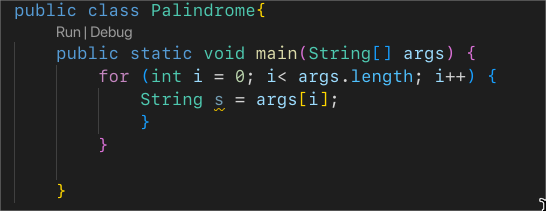 public class Palindrome{
Run | Debug
public static void main(String[] args) {
for (int i = 0; i< args.length; i++) {
String s = args[i];
}
}
}